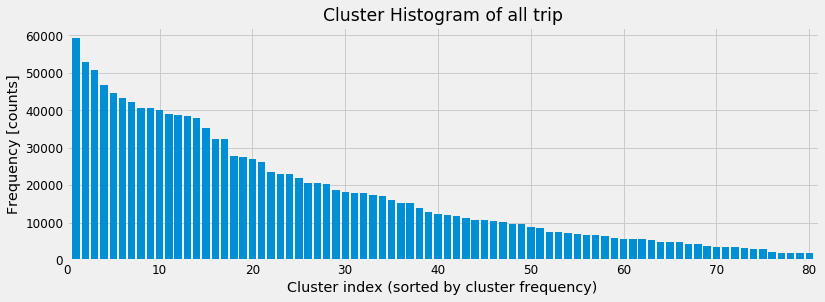 Cluster Histogram of all trip
60000
50000
40000
30000
20000
10000
0
Frequency [counts]
0 10 20 30 40 50 60 70 80
Cluster index (sorted by cluster frequency)